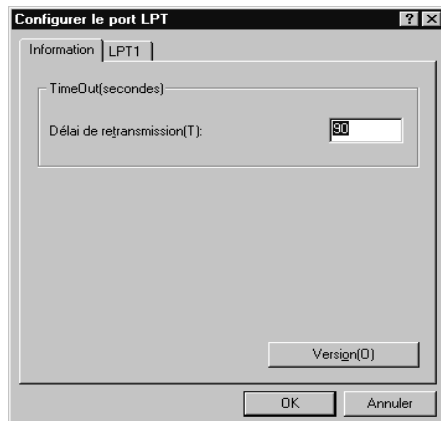 Configurer le port LPT
Information LPT1
TimeOut(secondes)
Délai de retransmission(T): 90
Version(O)
OK Annuler